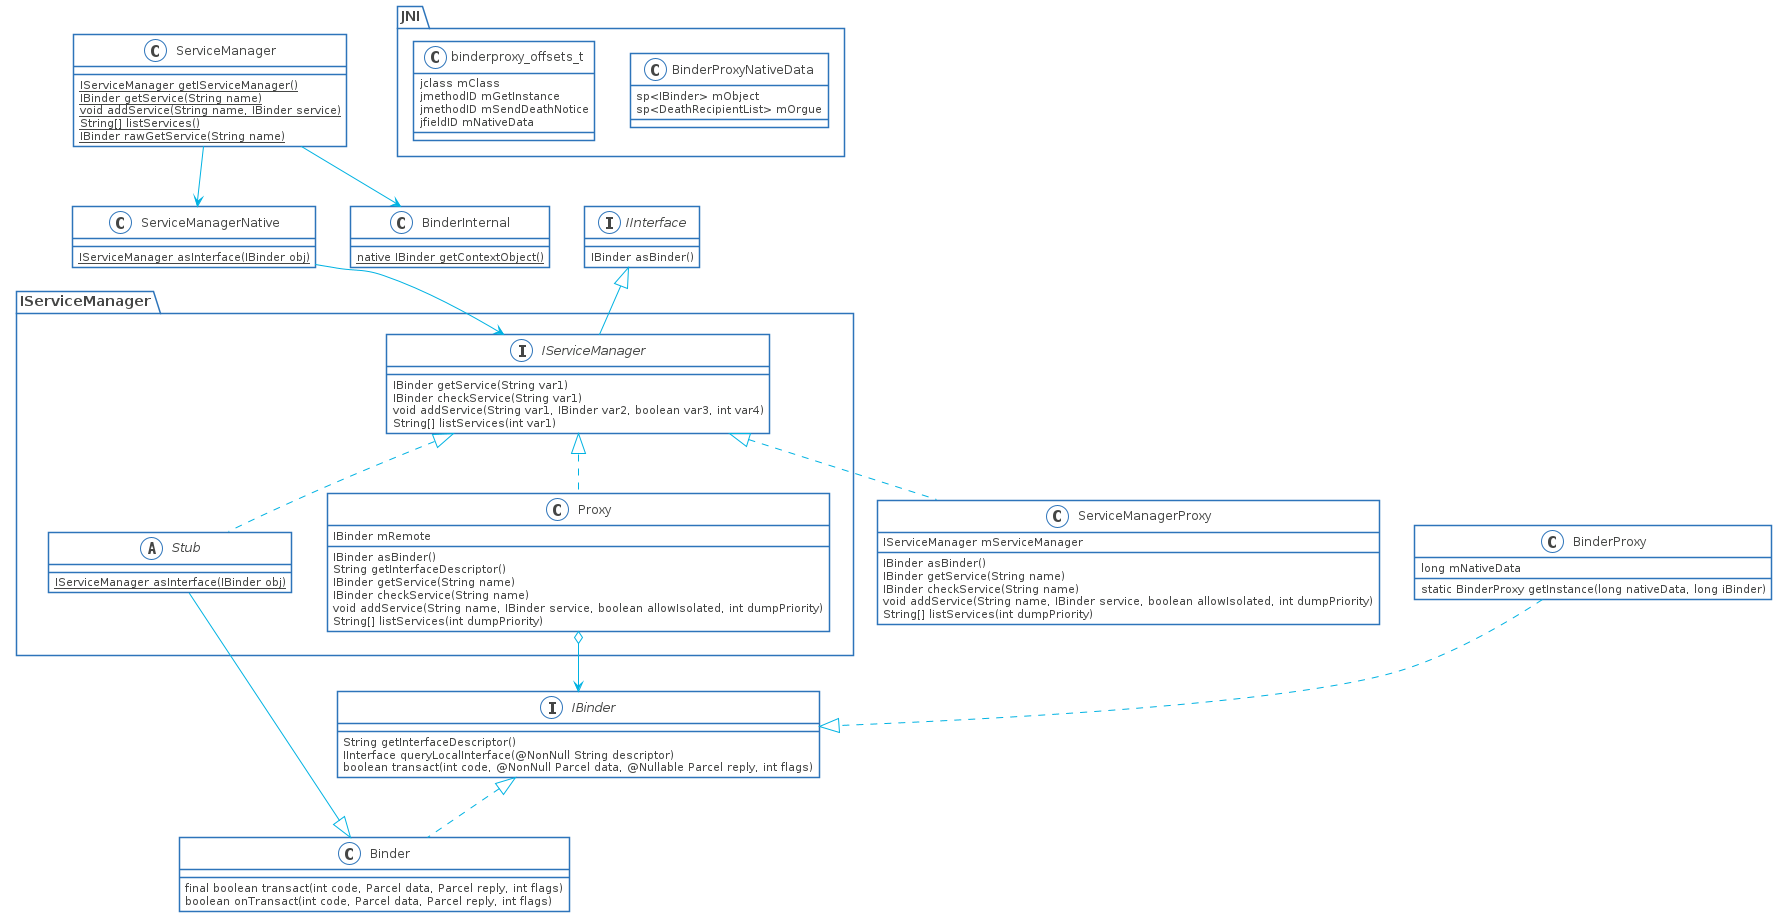 JNI
C ServiceManager
IServiceManager getIServiceManager()
IBinder getService(String name)
void addService(String name, IBinder service)
String[] listServices()
IBinder rawGetService(String name)
C binderproxy_offsets_t
jclass mClass
jmethodID mGetInstance
jmethodID mSendDeathNotice
jfieldID mNativeData
C BinderProxyNativeData
sp<IBinder> mObject
sp<DeathRecipientList> mOrgue
C ServiceManagerNative
IServiceManager asInterface(IBinder obj)
C BinderInternal
native IBinder getContextObject()
I IInterface
IBinder asBinder()
IServiceManager
I IServiceManager
IBinder getService(String var1)
IBinder checkService(String var1)
void addService(String var1, IBinder var2, boolean var3, int var4)
String[] listServices(int var1)
A Stub
IServiceManager asInterface(IBinder obj)
C Proxy
IBinder mRemote
IBinder asBinder()
String getInterfaceDescriptor()
IBinder getService(String name)
IBinder checkService(String name)
void addService(String name, IBinder service, boolean allowIsolated, int dumpPriority)
String[] listServices(int dumpPriority)
C ServiceManagerProxy
IServiceManager mServiceManager
IBinder asBinder()
IBinder getService(String name)
IBinder checkService(String name)
void addService(String name, IBinder service, boolean allowIsolated, int dumpPriority)
String[] listServices(int dumpPriority)
C BinderProxy
long mNativeData
static BinderProxy getInstance(long nativeData, long iBinder)
I IBinder
String getInterfaceDescriptor()
IInterface queryLocalInterface(@NonNull String descriptor)
boolean transact(int code, @NonNull Parcel data, @Nullable Parcel reply, int flags)
C Binder
final boolean transact(int code, Parcel data, Parcel reply, int flags)
boolean onTransact(int code, Parcel data, Parcel reply, int flags)